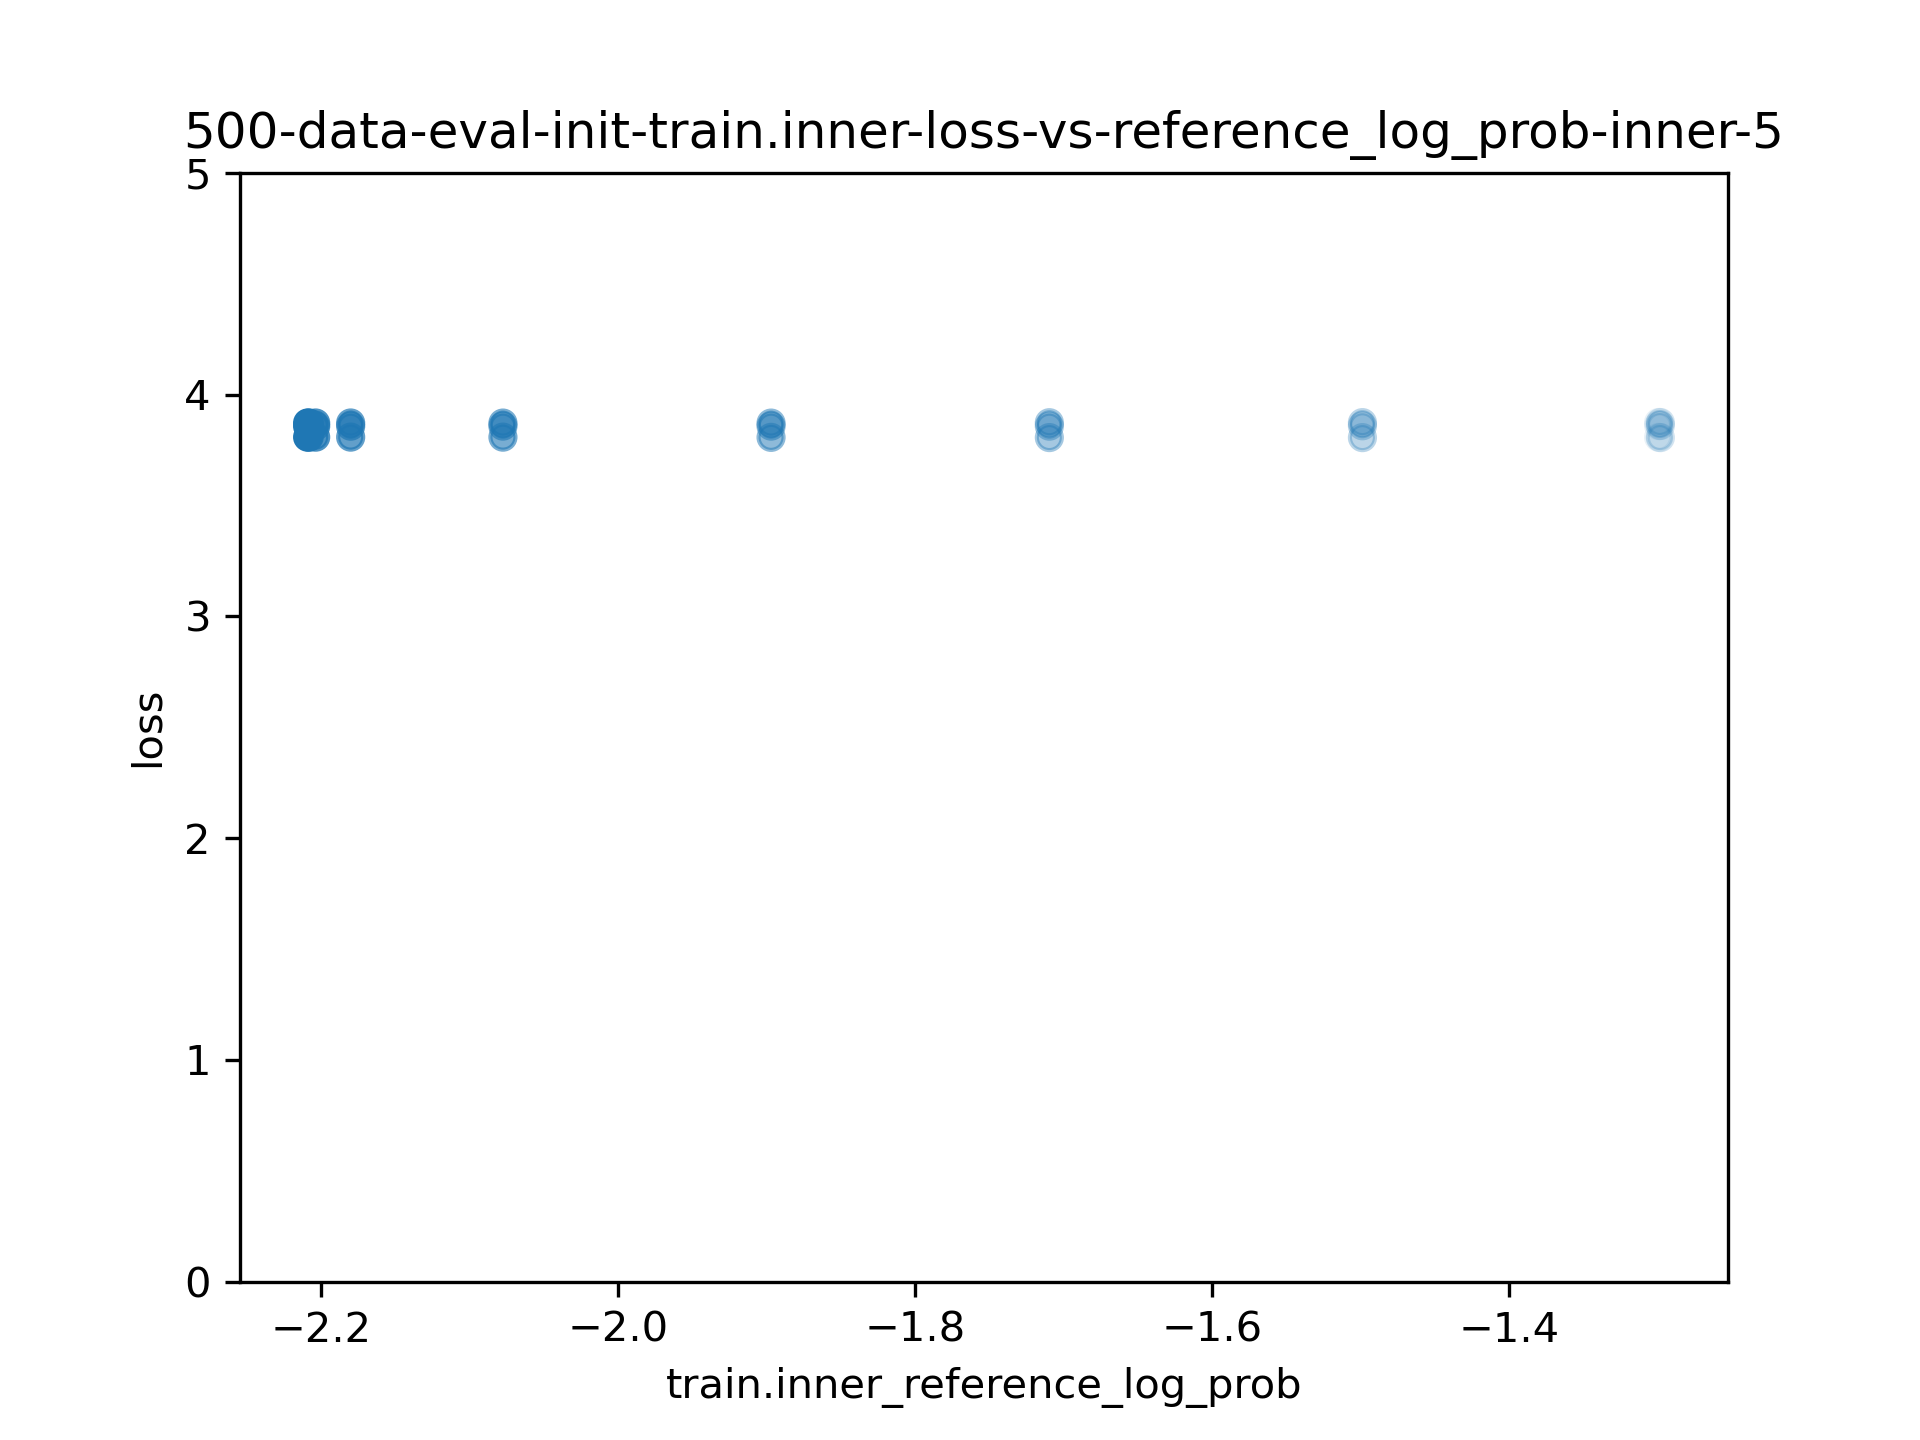 500-data-eval-init-train.inner-loss-vs-reference_log_prob-inner-5
5
4
3
2
1
0
loss
−2.2 −2.0 −1.8 −1.6 −1.4
train.inner_reference_log_prob